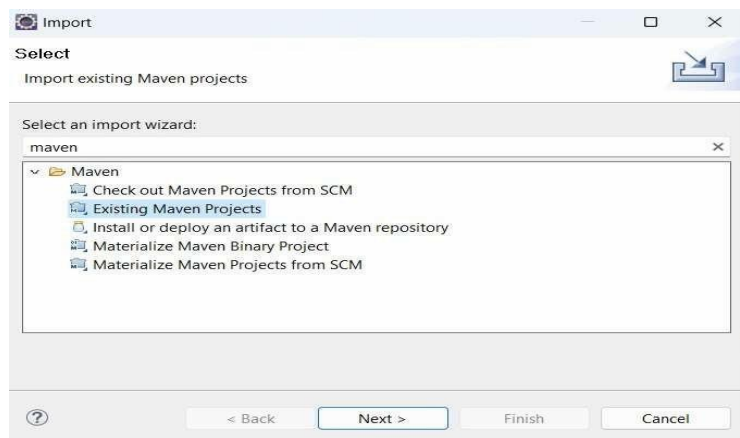 Import
Select
Import existing Maven projects
Select an import wizard:
maven
Maven
Check out Maven Projects from SCM
Existing Maven Projects
Install or deploy an artifact to a Maven repository
Materialize Maven Binary Project
Materialize Maven Projects from SCM
? < Back Next > Finish Cancel